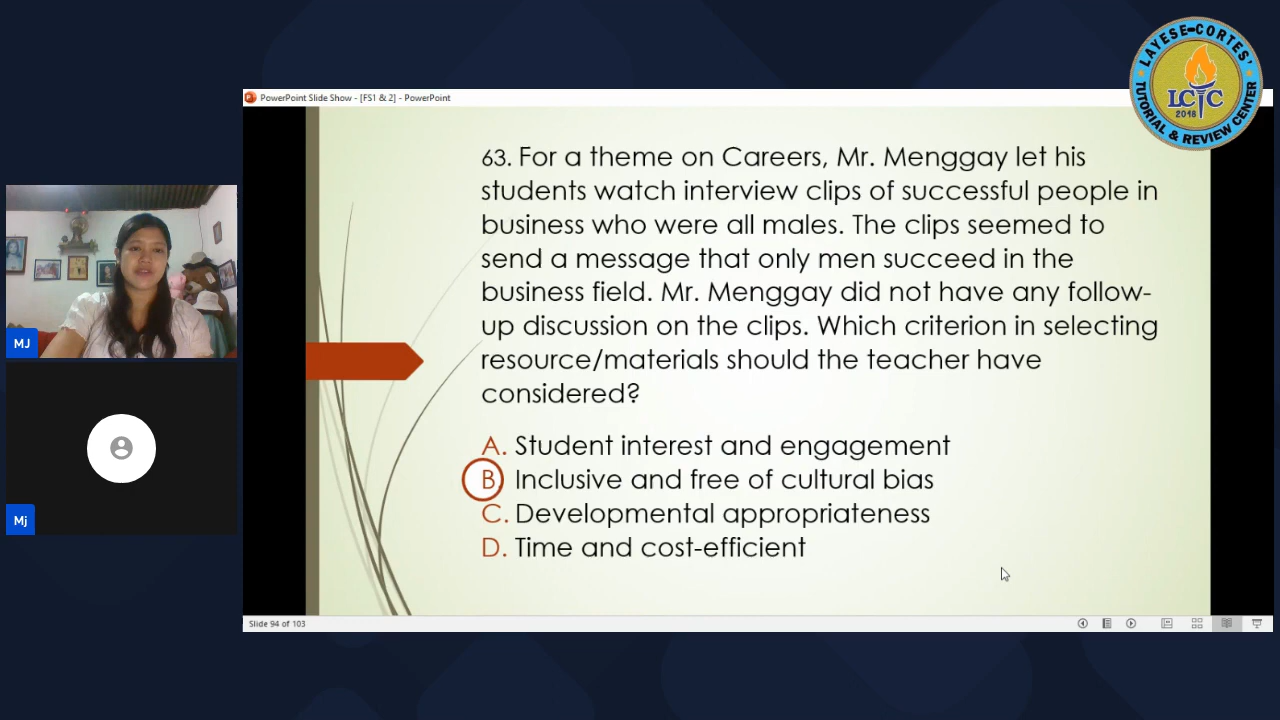 LAYESE-CORTES'
LCTC
2018
TUTORIAL & REVIEW CENTER
PowerPoint Slide Show - [FS1 & 2] - PowerPoint
63. For a theme on Careers, Mr. Menggay let his
students watch interview clips of successful people in
business who were all males. The clips seemed to
send a message that only men succeed in the
business field. Mr. Menggay did not have any follow-
up discussion on the clips. Which criterion in selecting
resource/materials should the teacher have
considered?
A. Student interest and engagement
B. Inclusive and free of cultural bias
C. Developmental appropriateness
D. Time and cost-efficient
MJ
Mj
Slide 94 of 103